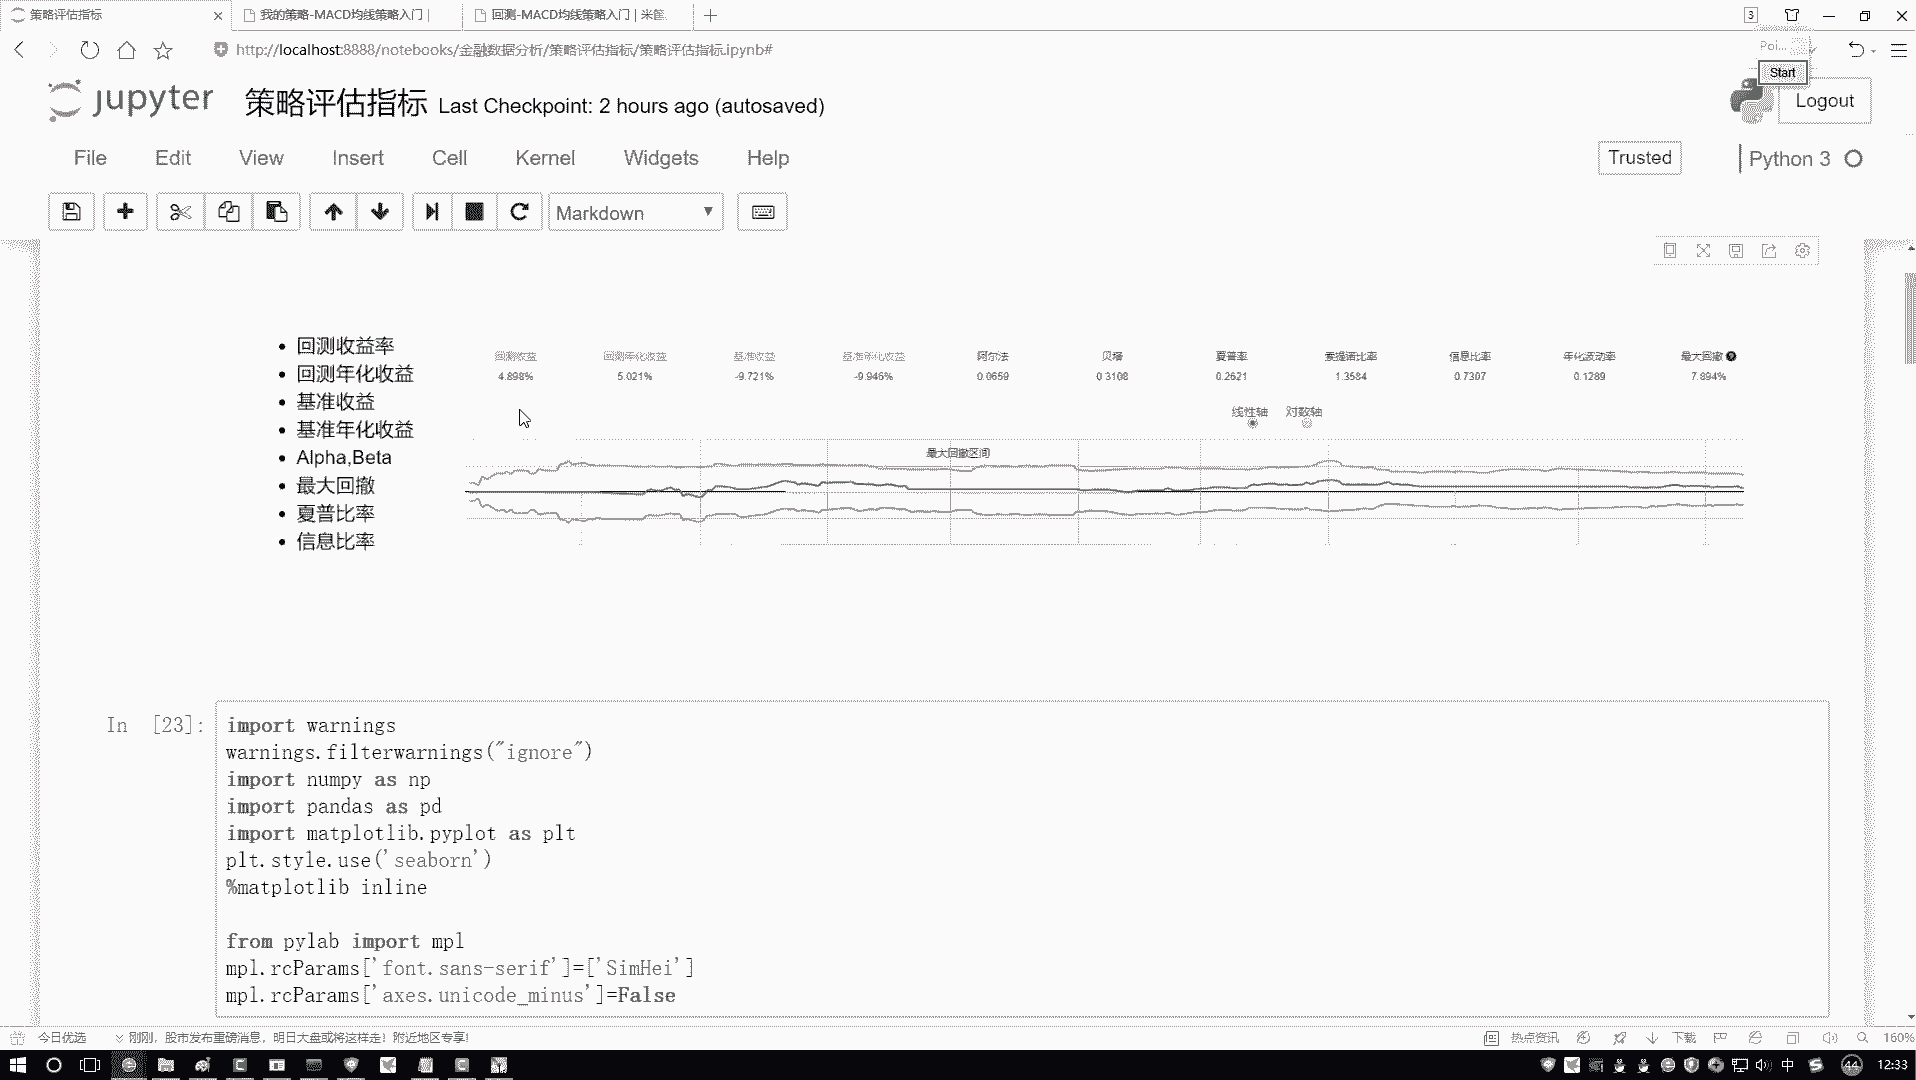 策略评估指标
我的策略-MACD均线策略入门 |
回测-MACD均线策略入门 | 米筐.
3
http://localhost:8888/notebooks/金融数据分析/策略评估指标/策略评估指标.ipynb#
Poi...
Start
jupyter 策略评估指标 Last Checkpoint: 2 hours ago (autosaved)
Logout
File Edit View Insert Cell Kernel Widgets Help
Trusted
Python 3
Markdown
• 回测收益率
• 回测年化收益
• 基准收益
• 基准年化收益
• Alpha,Beta
• 最大回撤
• 夏普比率
• 信息比率
回测收益 回测年化收益 基准收益 基准年化收益 阿尔法 贝塔 夏普率 索提诺比率 信息比率 年化波动率 最大回撤
4.898% 5.021% -9.721% -9.946% 0.0659 0.3108 0.2621 1.3584 0.7307 0.1289 7.894%
线性轴 对数轴
最大回撤区间
In [23]:
import warnings
warnings.filterwarnings("ignore")
import numpy as np
import pandas as pd
import matplotlib.pyplot as plt
plt.style.use('seaborn')
%matplotlib inline
from pylab import mpl
mpl.rcParams['font.sans-serif']=['SimHei']
mpl.rcParams['axes.unicode_minus']=False
今日优选
刚刚，股市发布重磅消息，明日大盘或将这样走！附近地区专享!
热点资讯
下载
160%
中
44
12:33